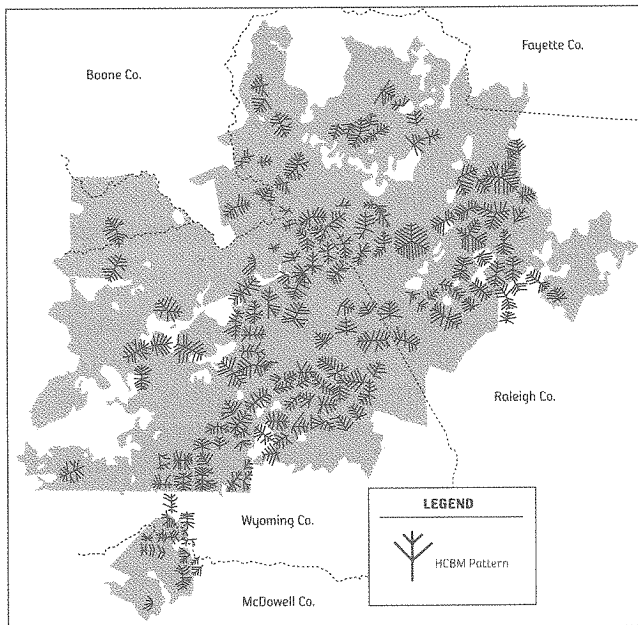 Fayette Co.
Boone Co.
Raleigh Co.
LEGEND
Wyoming Co.
HCBM Pattern
McDowell Co.